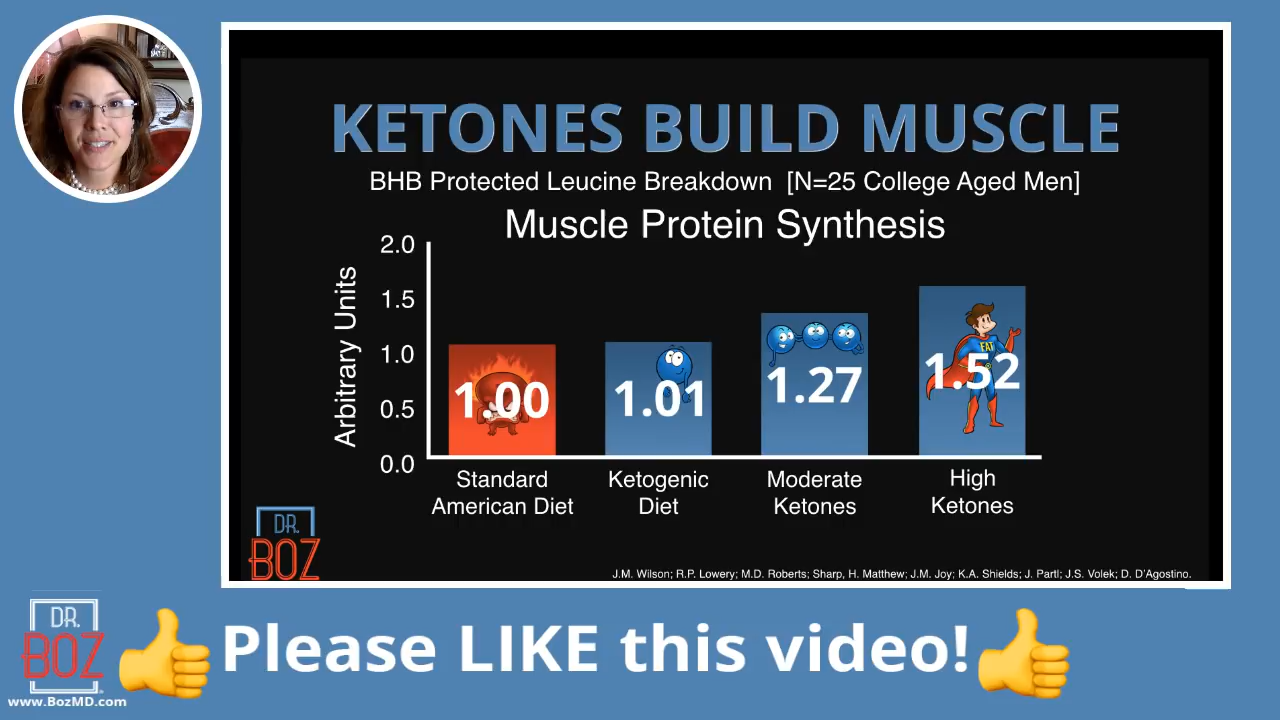 KETONES BUILD MUSCLE
BHB Protected Leucine Breakdown [N=25 College Aged Men]
Muscle Protein Synthesis
Arbitrary Units
2.0
1.5
1.0
0.5
0.0
1.00
1.01
1.27
FAT
1.52
Standard
American Diet
Ketogenic
Diet
Moderate
Ketones
High
Ketones
DR.
BOZ
J.M. Wilson; R.P. Lowery; M.D. Roberts; Sharp, H. Matthew; J.M. Joy; K.A. Shields; J. Partl; J.S. Volek; D. D'Agostino.
DR.
BOZ
www.BozMD.com
Please LIKE this video!